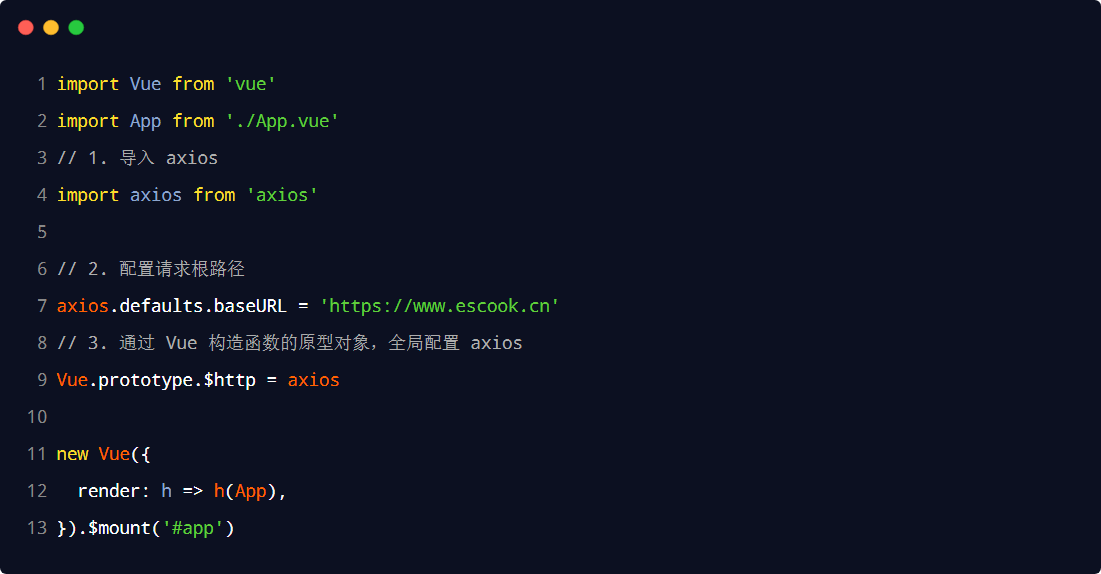 1 import Vue from 'vue'
2 import App from './App.vue'
3 // 1. 导入 axios
4 import axios from 'axios'
5
6 // 2. 配置请求根路径
7 axios.defaults.baseURL = 'https://www.escook.cn'
8 // 3. 通过 Vue 构造函数的原型对象，全局配置 axios
9 Vue.prototype.$http = axios
10
11 new Vue({
12   render: h => h(App),
13 }).$mount('#app')